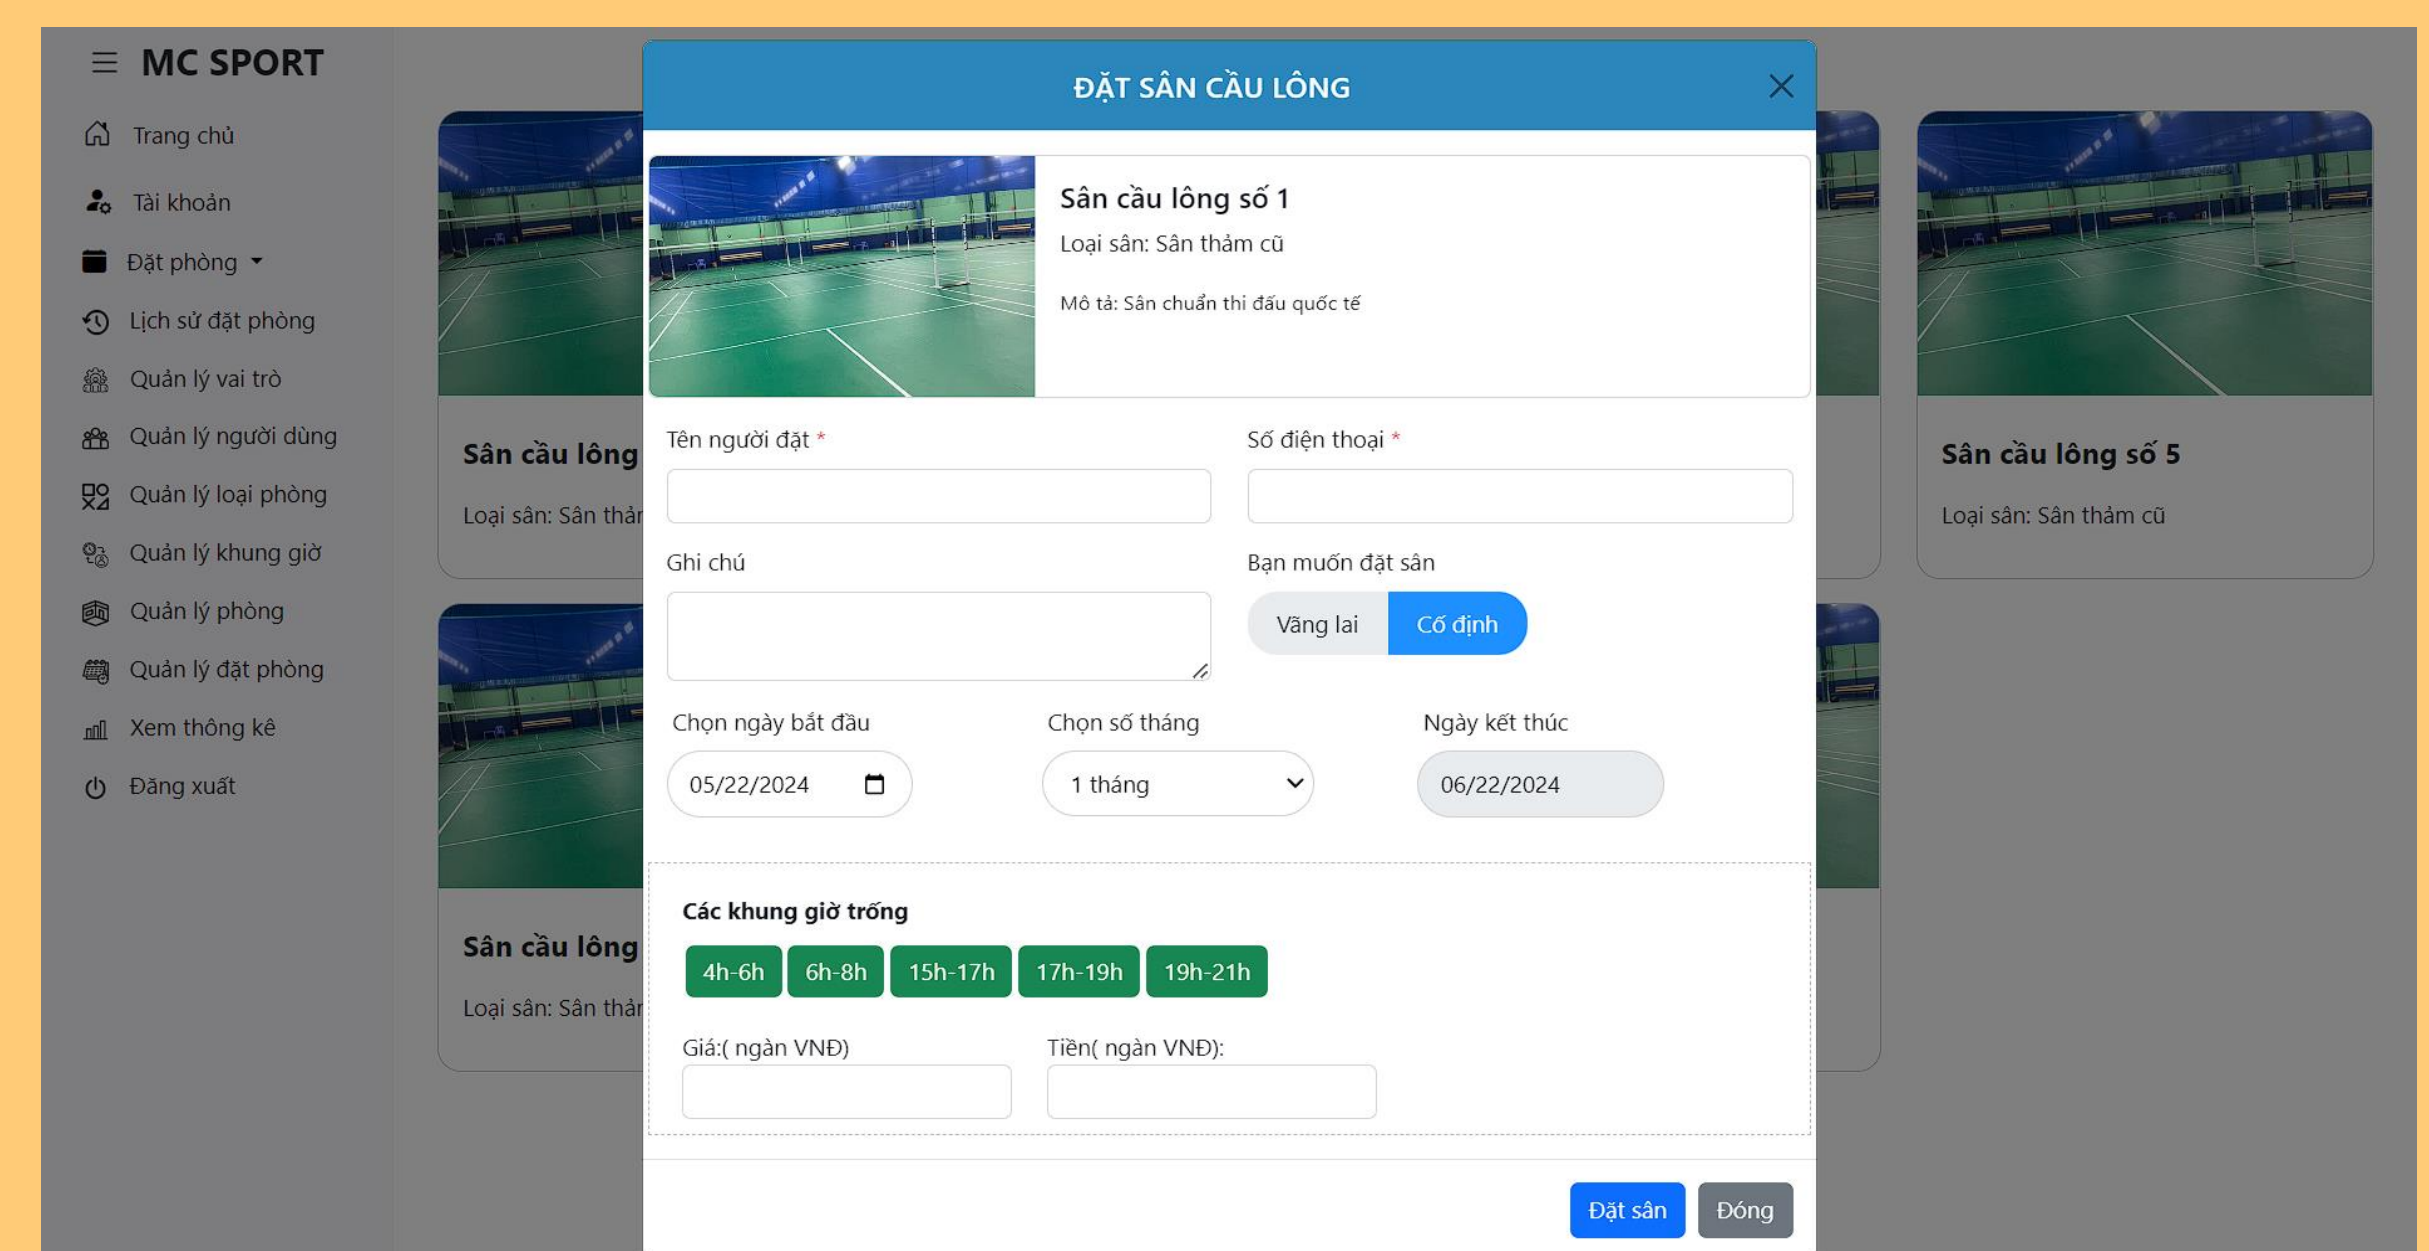 MC SPORT
Trang chủ
Tài khoản
Đặt phòng
Lịch sử đặt phòng
Quản lý vai trò
Quản lý người dùng
Quản lý loại phòng
Quản lý khung giờ
Quản lý phòng
Quản lý đặt phòng
Xem thông kê
Đăng xuất
Sân cầu lông
Loại sân: Sân
Sân cầu lông
Loại sân: Sân
ĐẶT SÂN CẦU LÔNG
Sân cầu lông số 1
Loại sân: Sân thảm cũ
Mô tả: Sân chuẩn thi đấu quốc tế
Tên người đặt *
Số điện thoại *
Ghi chú
Bạn muốn đặt sân
Vãng lai Cố định
Chọn ngày bắt đầu
Chọn số tháng
Ngày kết thúc
05/22/2024
1 tháng
06/22/2024
Các khung giờ trống
4h-6h 6h-8h 15h-17h 17h-19h 19h-21h
Giá:( ngàn VNĐ)
Tiền( ngàn VNĐ):
Đặt sân Đóng
Sân cầu lông số 5
Loại sân: Sân thảm cũ